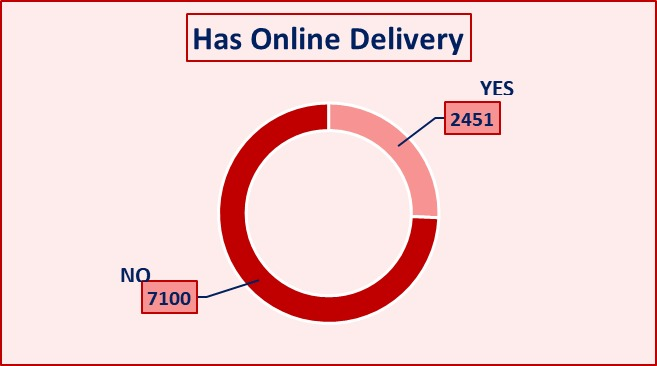 Has Online Delivery
YES
2451
NO
7100